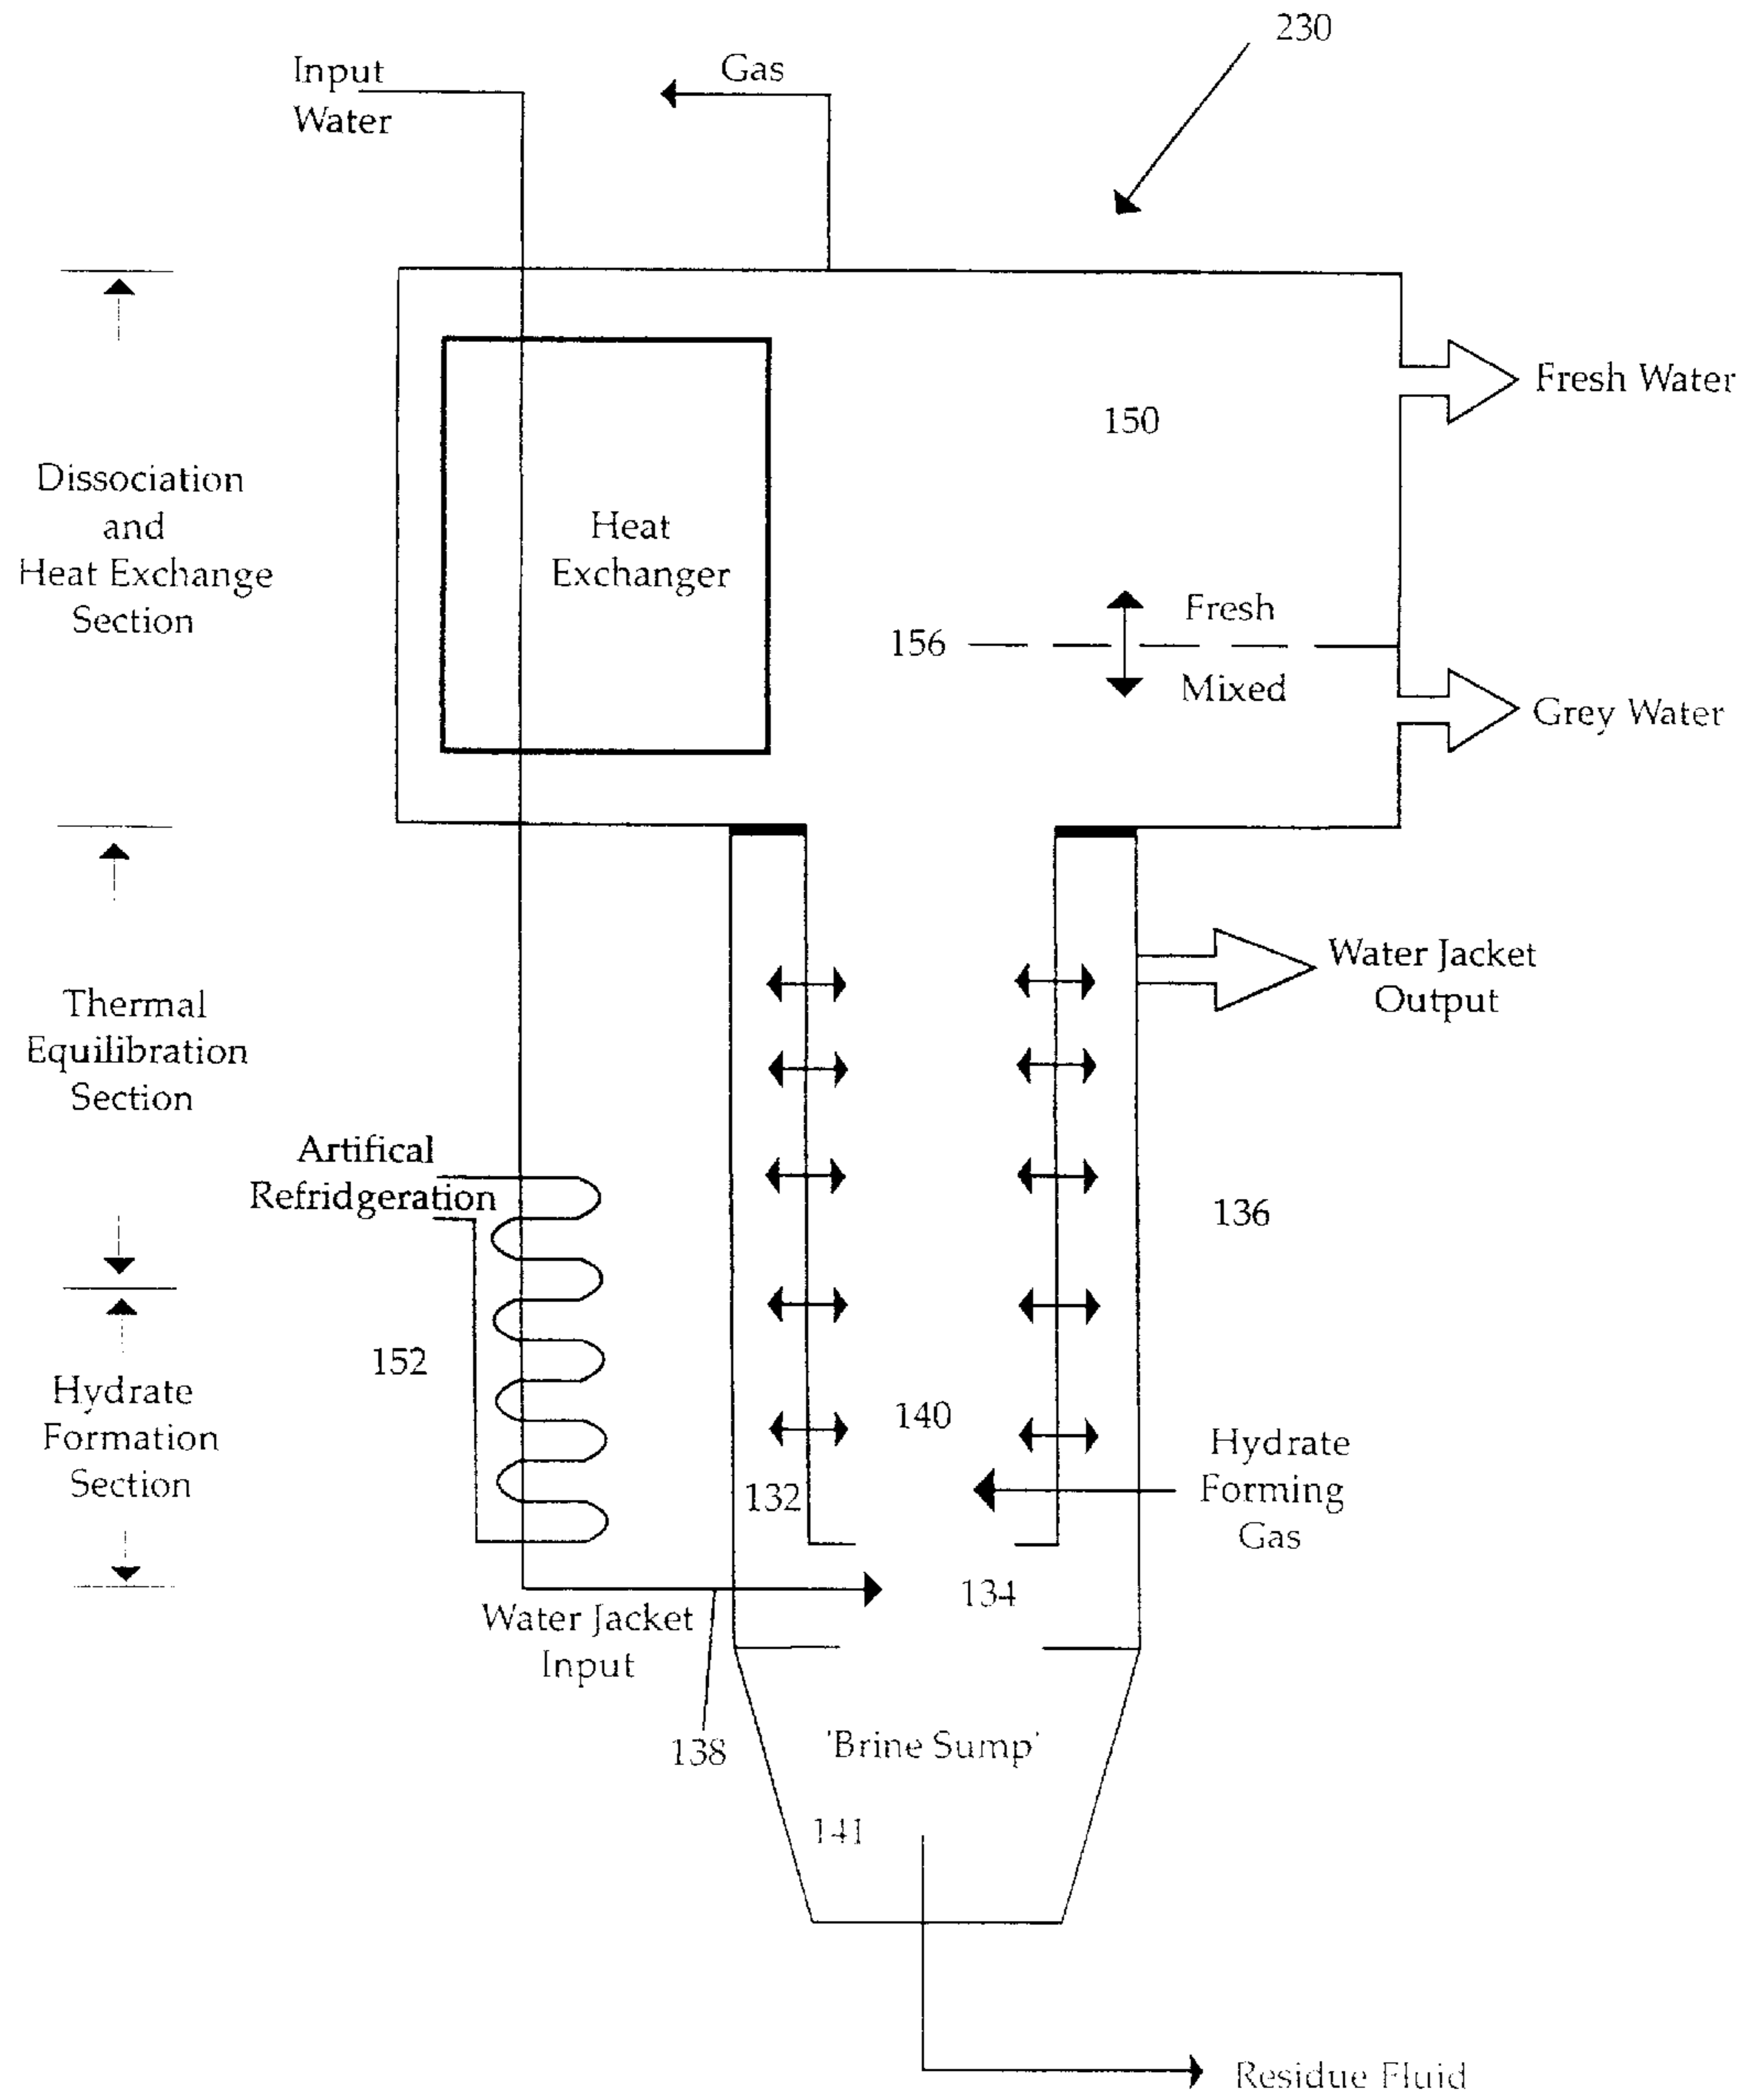 230
Input
Water
Gas
Fresh Water
150
Dissociation
and
Heat Exchange
Section
Heat
Exchanger
156
Fresh
Mixed
Grey Water
Water Jacket
Output
Thermal
Equilibration
Section
Artifical
Refridgeration
136
152
Hydrate
Formation
Section
140
132
Hydrate
Forming
Gas
134
Water Jacket
Input
138
'Brine Sump'
141
Residue Fluid